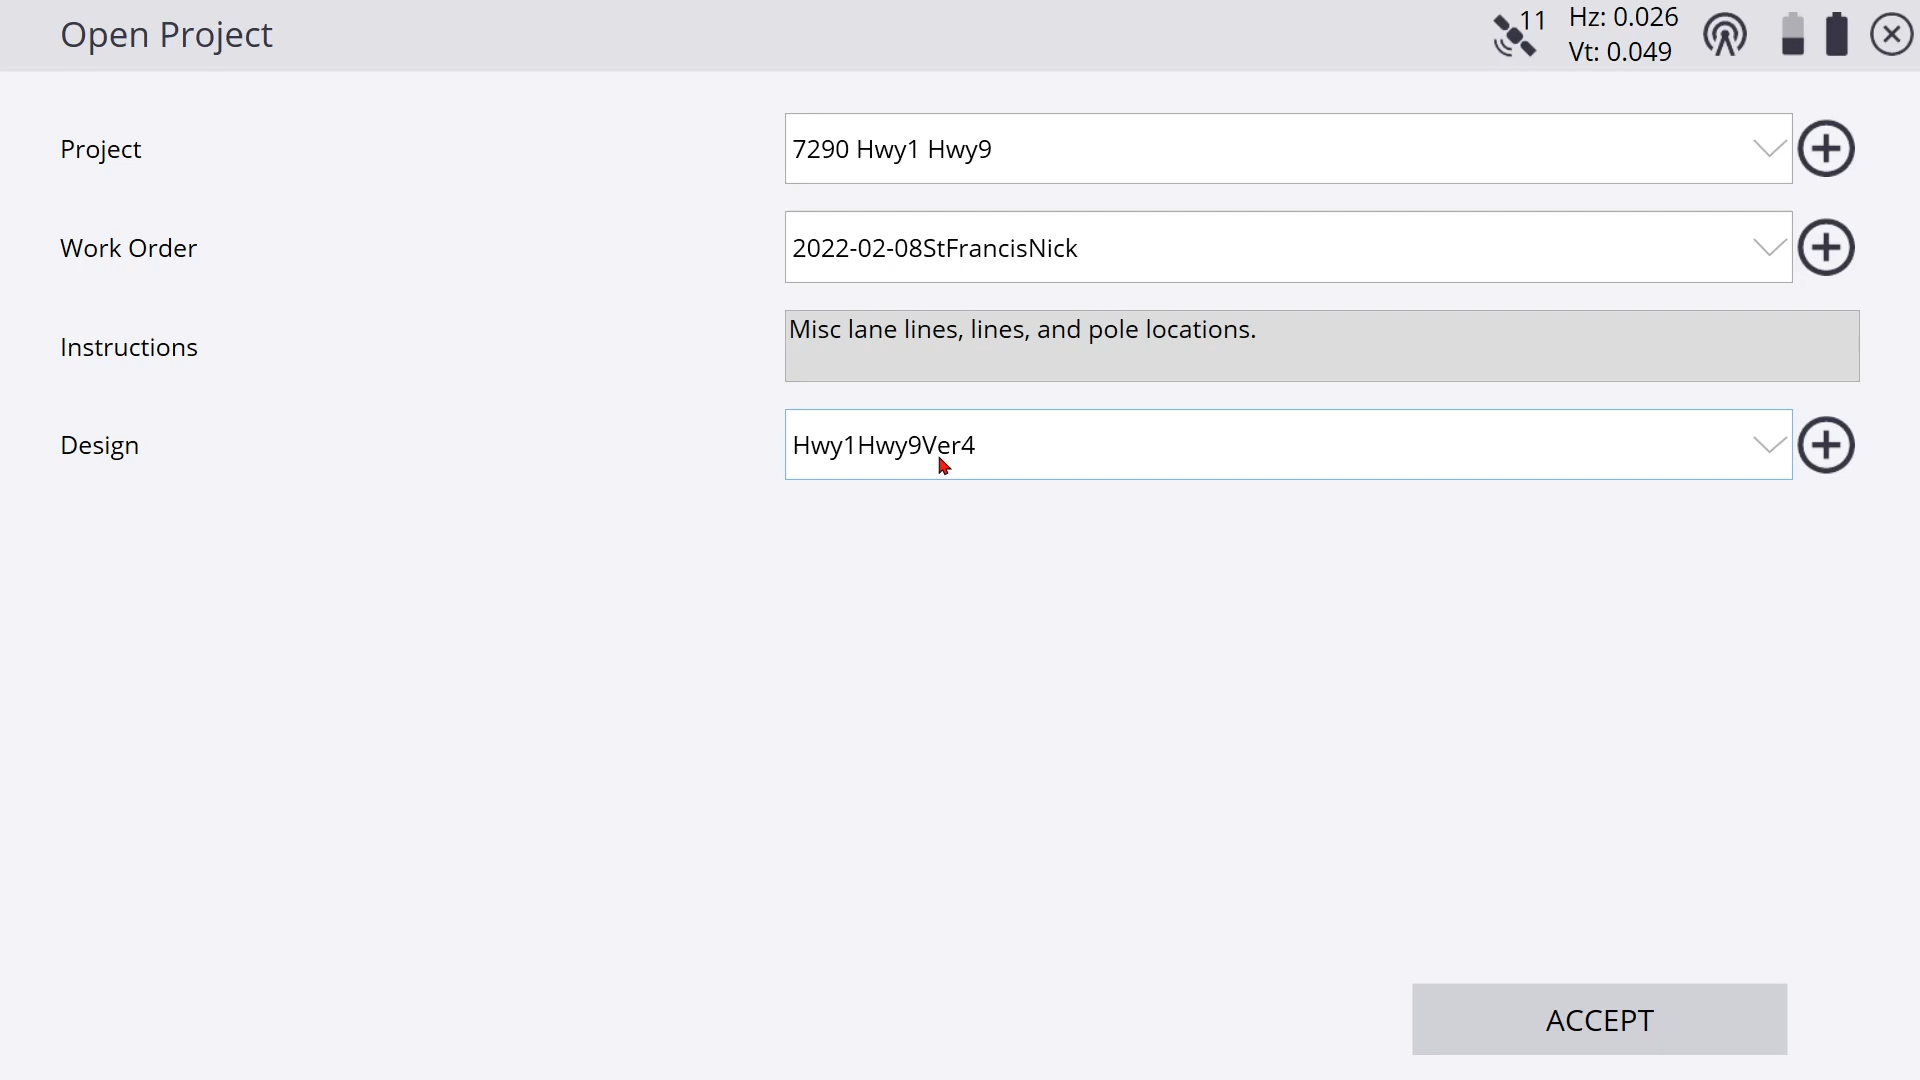 Open Project
11
Hz: 0.026
Vt: 0.049
Project
7290 Hwy1 Hwy9
Work Order
2022-02-08StFrancisNick
Instructions
Misc lane lines, lines, and pole locations.
Design
Hwy1Hwy9Ver4
ACCEPT